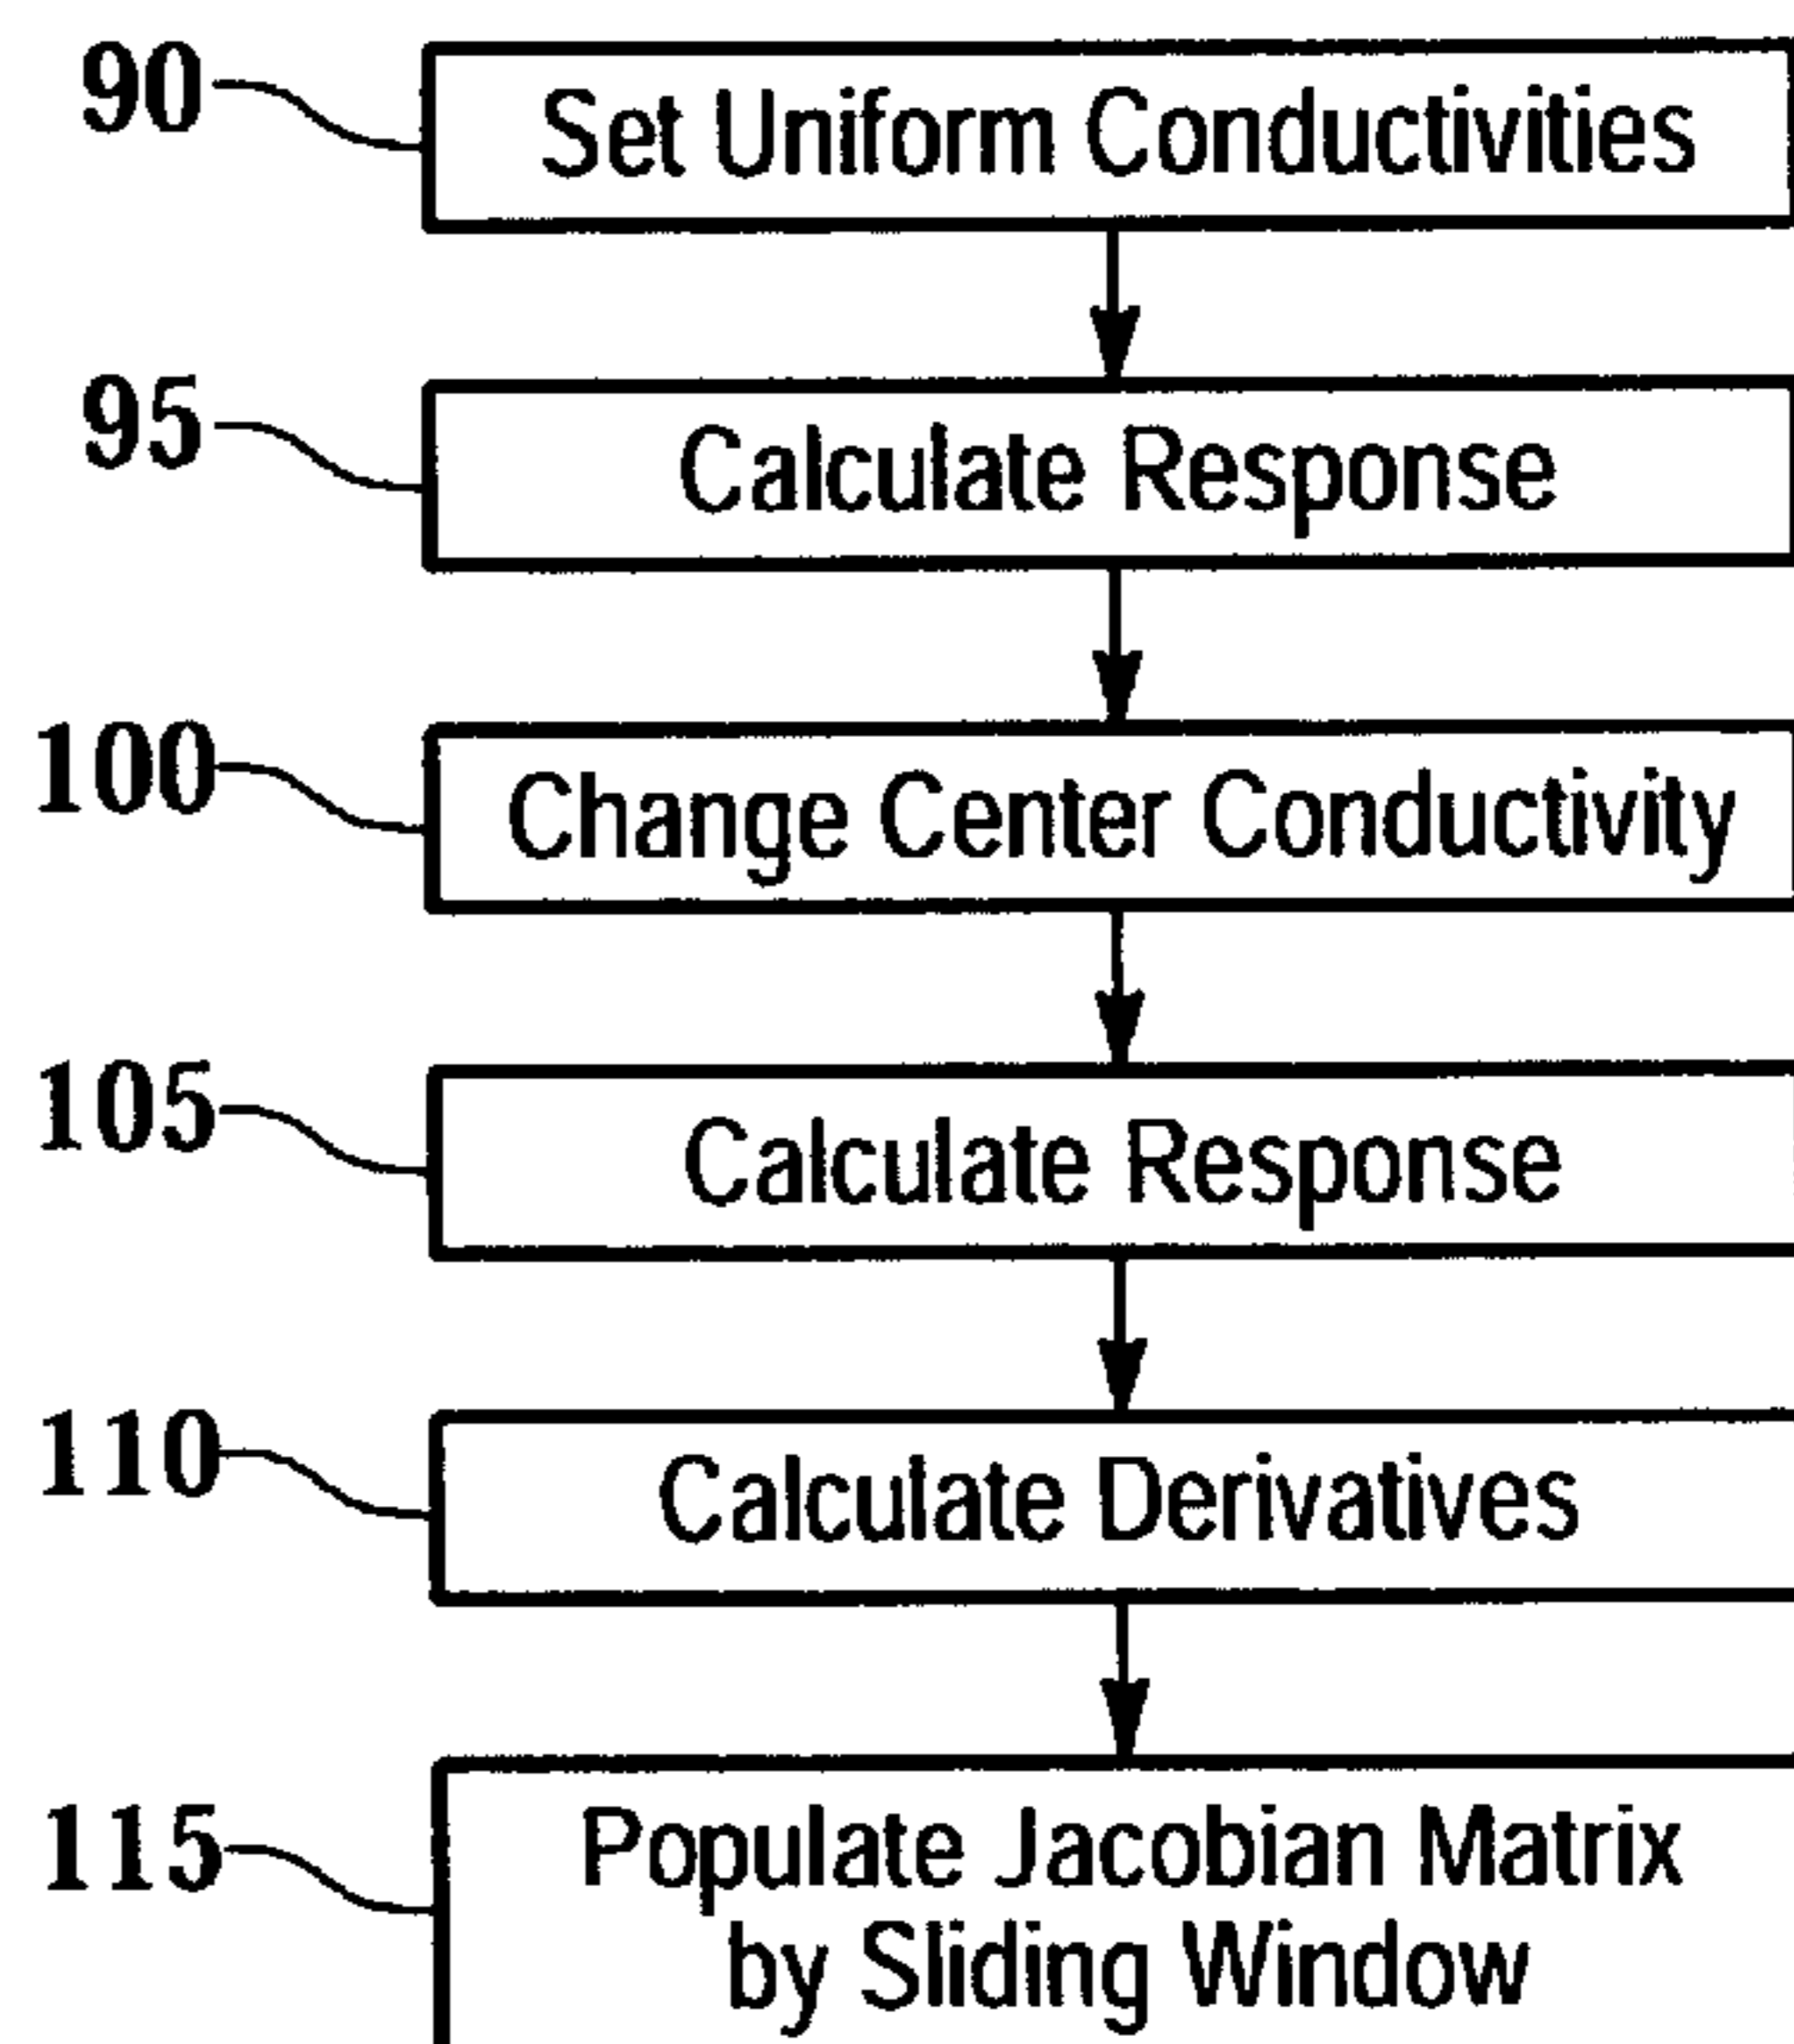 90
Set Uniform Conductivities
95
Calculate Response
100
Change Center Conductivity
105
Calculate Response
110
Calculate Derivatives
115
Populate Jacobian Matrix
by Sliding Window